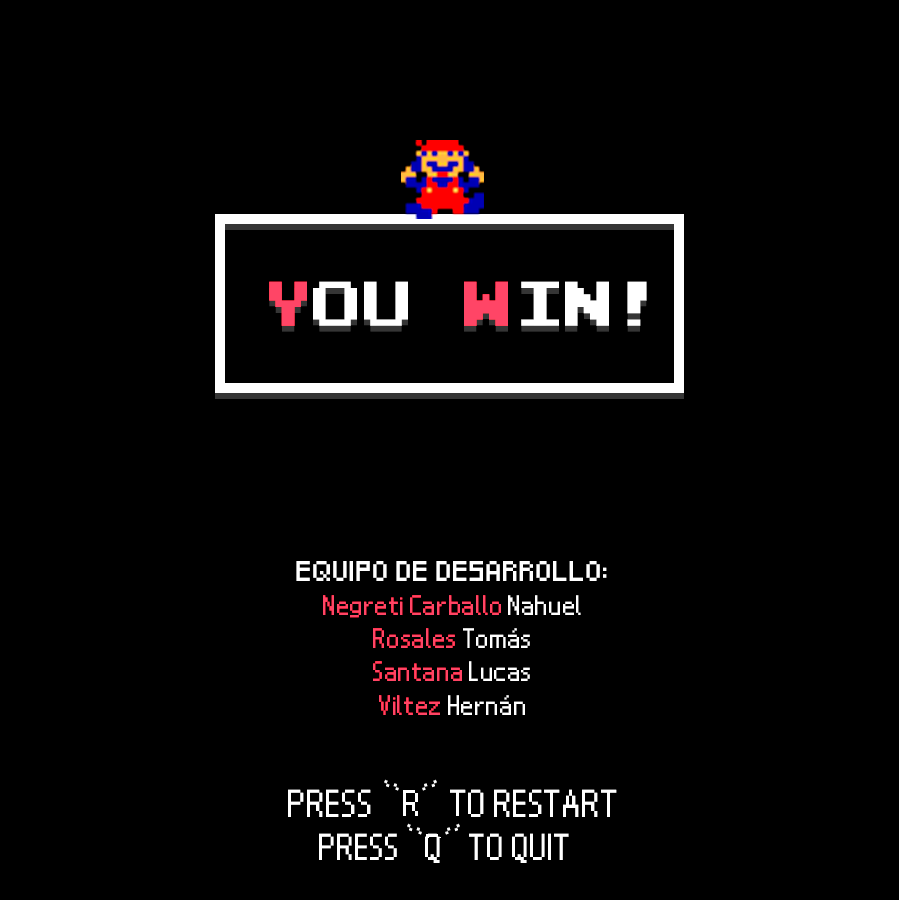 YOU WIN!
EQUIPO DE DESARROLLO:
Negreti Carballo Nahuel
Rosales Tomás
Santana Lucas
Viltez Hernán
PRESS ``R´´ TO RESTART
PRESS ``Q´´ TO QUIT